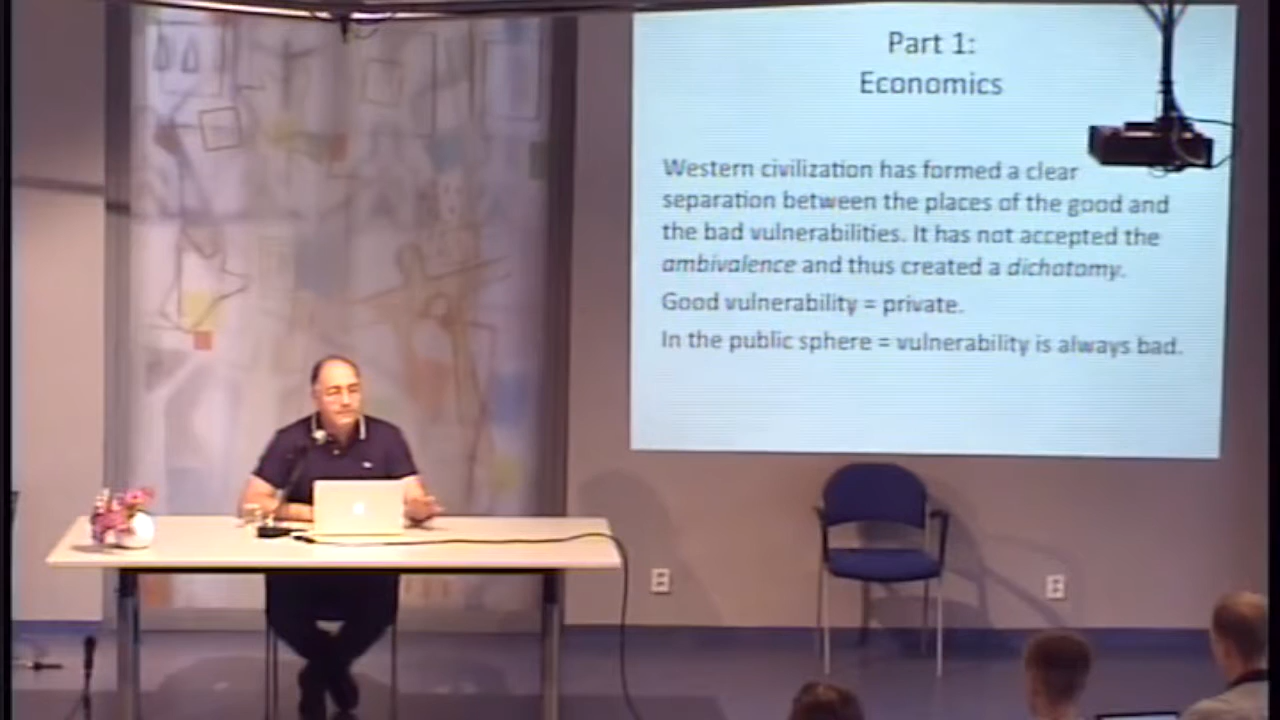 Part 1:
Economics
Western civilization has formed a clear
separation between the places of the good and
the bad vulnerabilities. It has not accepted the
ambivalence and thus created a dichotomy.
Good vulnerability = private.
In the public sphere = vulnerability is always bad.